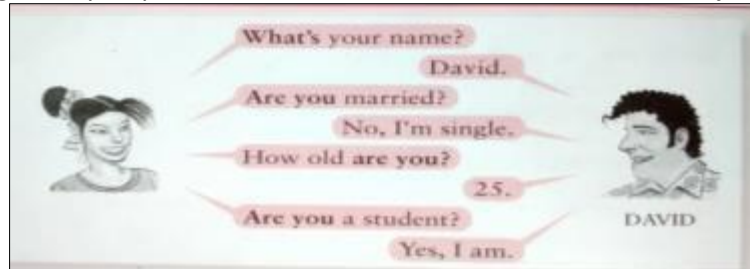 What's your name?
David.
Are you married?
No, I'm single.
How old are you?
25.
Are you a student?
DAVID
Yes, I am.